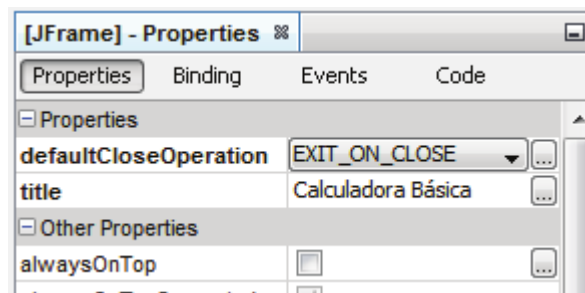 [JFrame] - Properties
Properties Binding Events Code
Properties
defaultCloseOperation EXIT_ON_CLOSE ...
title Calculadora Básica ...
Other Properties
alwaysOnTop ...